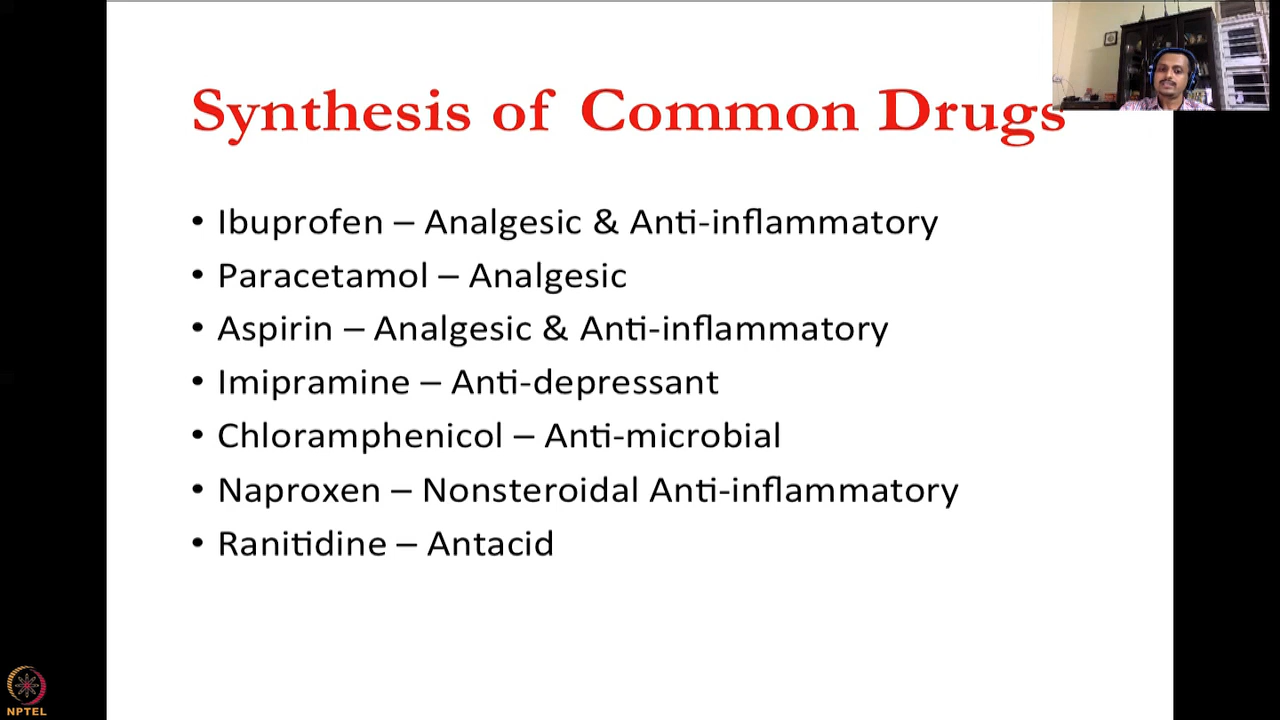 Synthesis of Common Drugs
• Ibuprofen – Analgesic & Anti-inflammatory
• Paracetamol – Analgesic
• Aspirin – Analgesic & Anti-inflammatory
• Imipramine – Anti-depressant
• Chloramphenicol – Anti-microbial
• Naproxen – Nonsteroidal Anti-inflammatory
• Ranitidine – Antacid
NPTEL